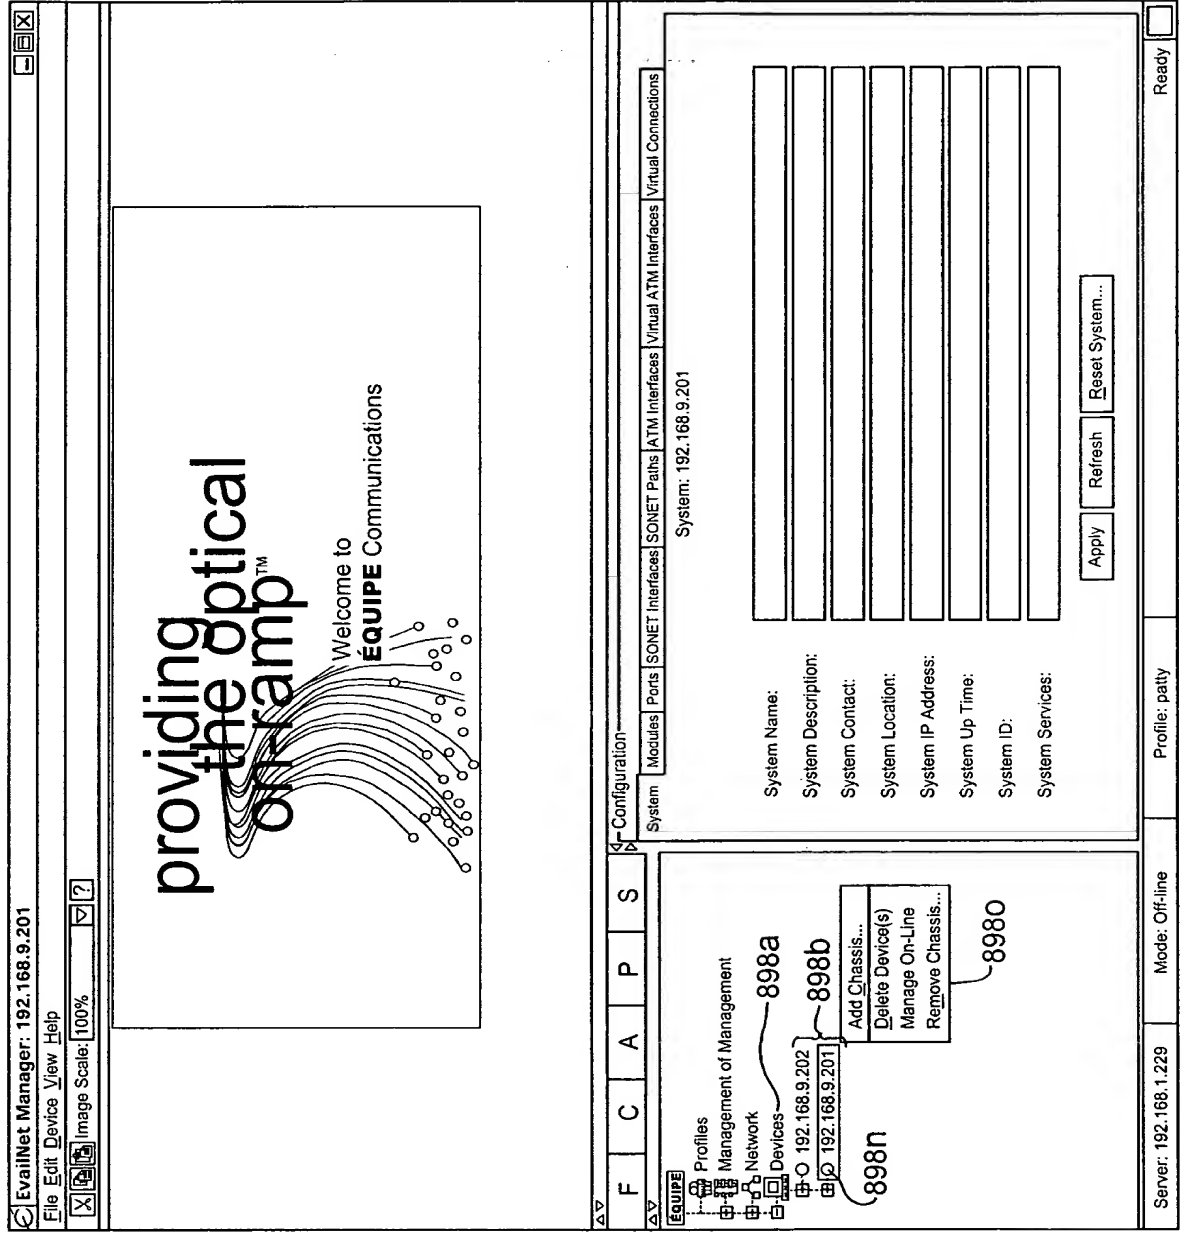 EvailNet Manager: 192.168.9.201
File Edit Device View Help
Image Scale: 100% ?
providing
the optical
on-ramp™
Welcome to
ÉQUIPE Communications
F C A P S
ÉQUIPE
Profiles
Management of Management
Network
Devices
898a
192.168.9.202
192.168.9.201
898b
898n
Add Chassis...
Delete Device(s)
Manage On-Line
Remove Chassis...
898o
Configuration
System Modules Ports SONET Interfaces SONET Paths ATM Interfaces Virtual ATM Interfaces Virtual Connections
System: 192.168.9.201
System Name:
System Description:
System Contact:
System Location:
System IP Address:
System Up Time:
System ID:
System Services:
Apply Refresh Reset System...
Server: 192.168.1.229 Mode: Off-line Profile: patty Ready